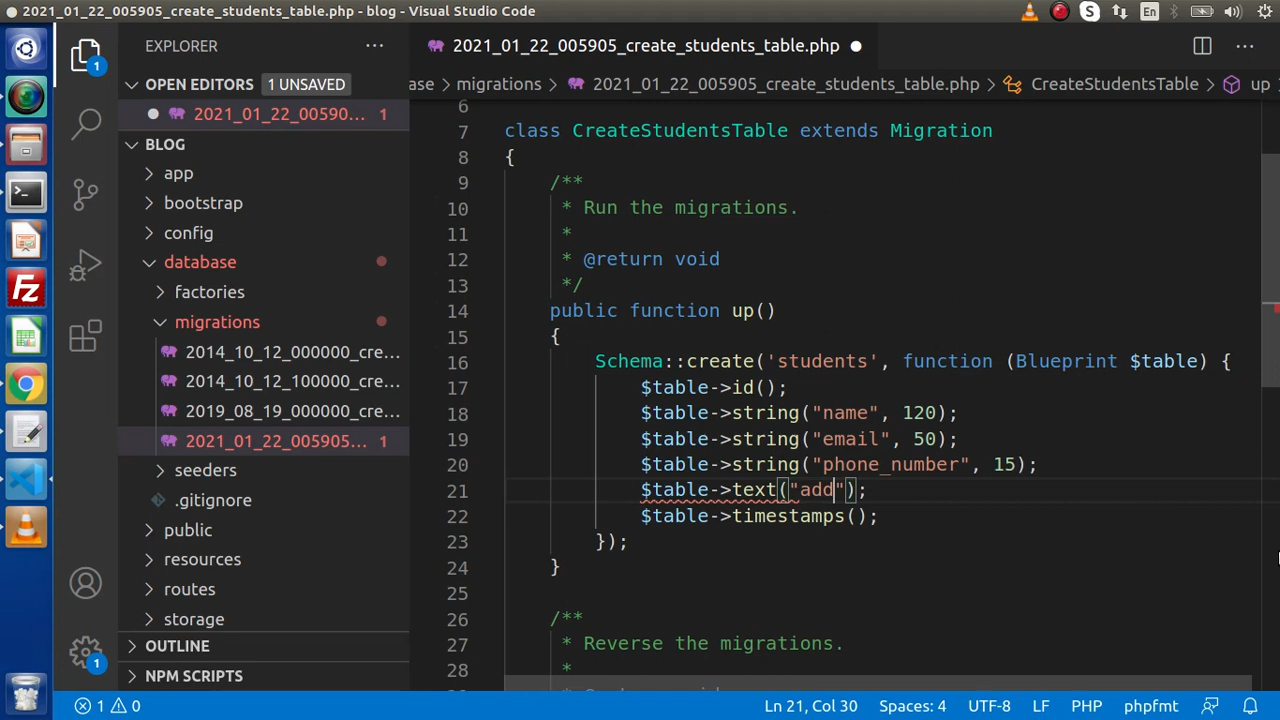 2021_01_22_005905_create_students_table.php - blog - Visual Studio Code
En
EXPLORER
2021_01_22_005905_create_students_table.php
OPEN EDITORS 1 UNSAVED
ase migrations 2021_01_22_005905_create_students_table.php CreateStudentsTable up
2021_01_22_00590... 1
BLOG
app
bootstrap
config
database
factories
migrations
2014_10_12_000000_cre...
2014_10_12_100000_cre...
2019_08_19_000000_cre...
2021_01_22_005905... 1
seeders
.gitignore
public
resources
routes
storage
OUTLINE
NPM SCRIPTS
6
7 class CreateStudentsTable extends Migration
8 {
9 /**
10 * Run the migrations.
11 *
12 * @return void
13 */
14 public function up()
15 {
16 Schema::create('students', function (Blueprint $table) {
17 $table->id();
18 $table->string("name", 120);
19 $table->string("email", 50);
20 $table->string("phone_number", 15);
21 $table->text("add");
22 $table->timestamps();
23 });
24 }
25
26 /**
27 * Reverse the migrations.
28 *
1 0
Ln 21, Col 30 Spaces: 4 UTF-8 LF PHP phpfmt